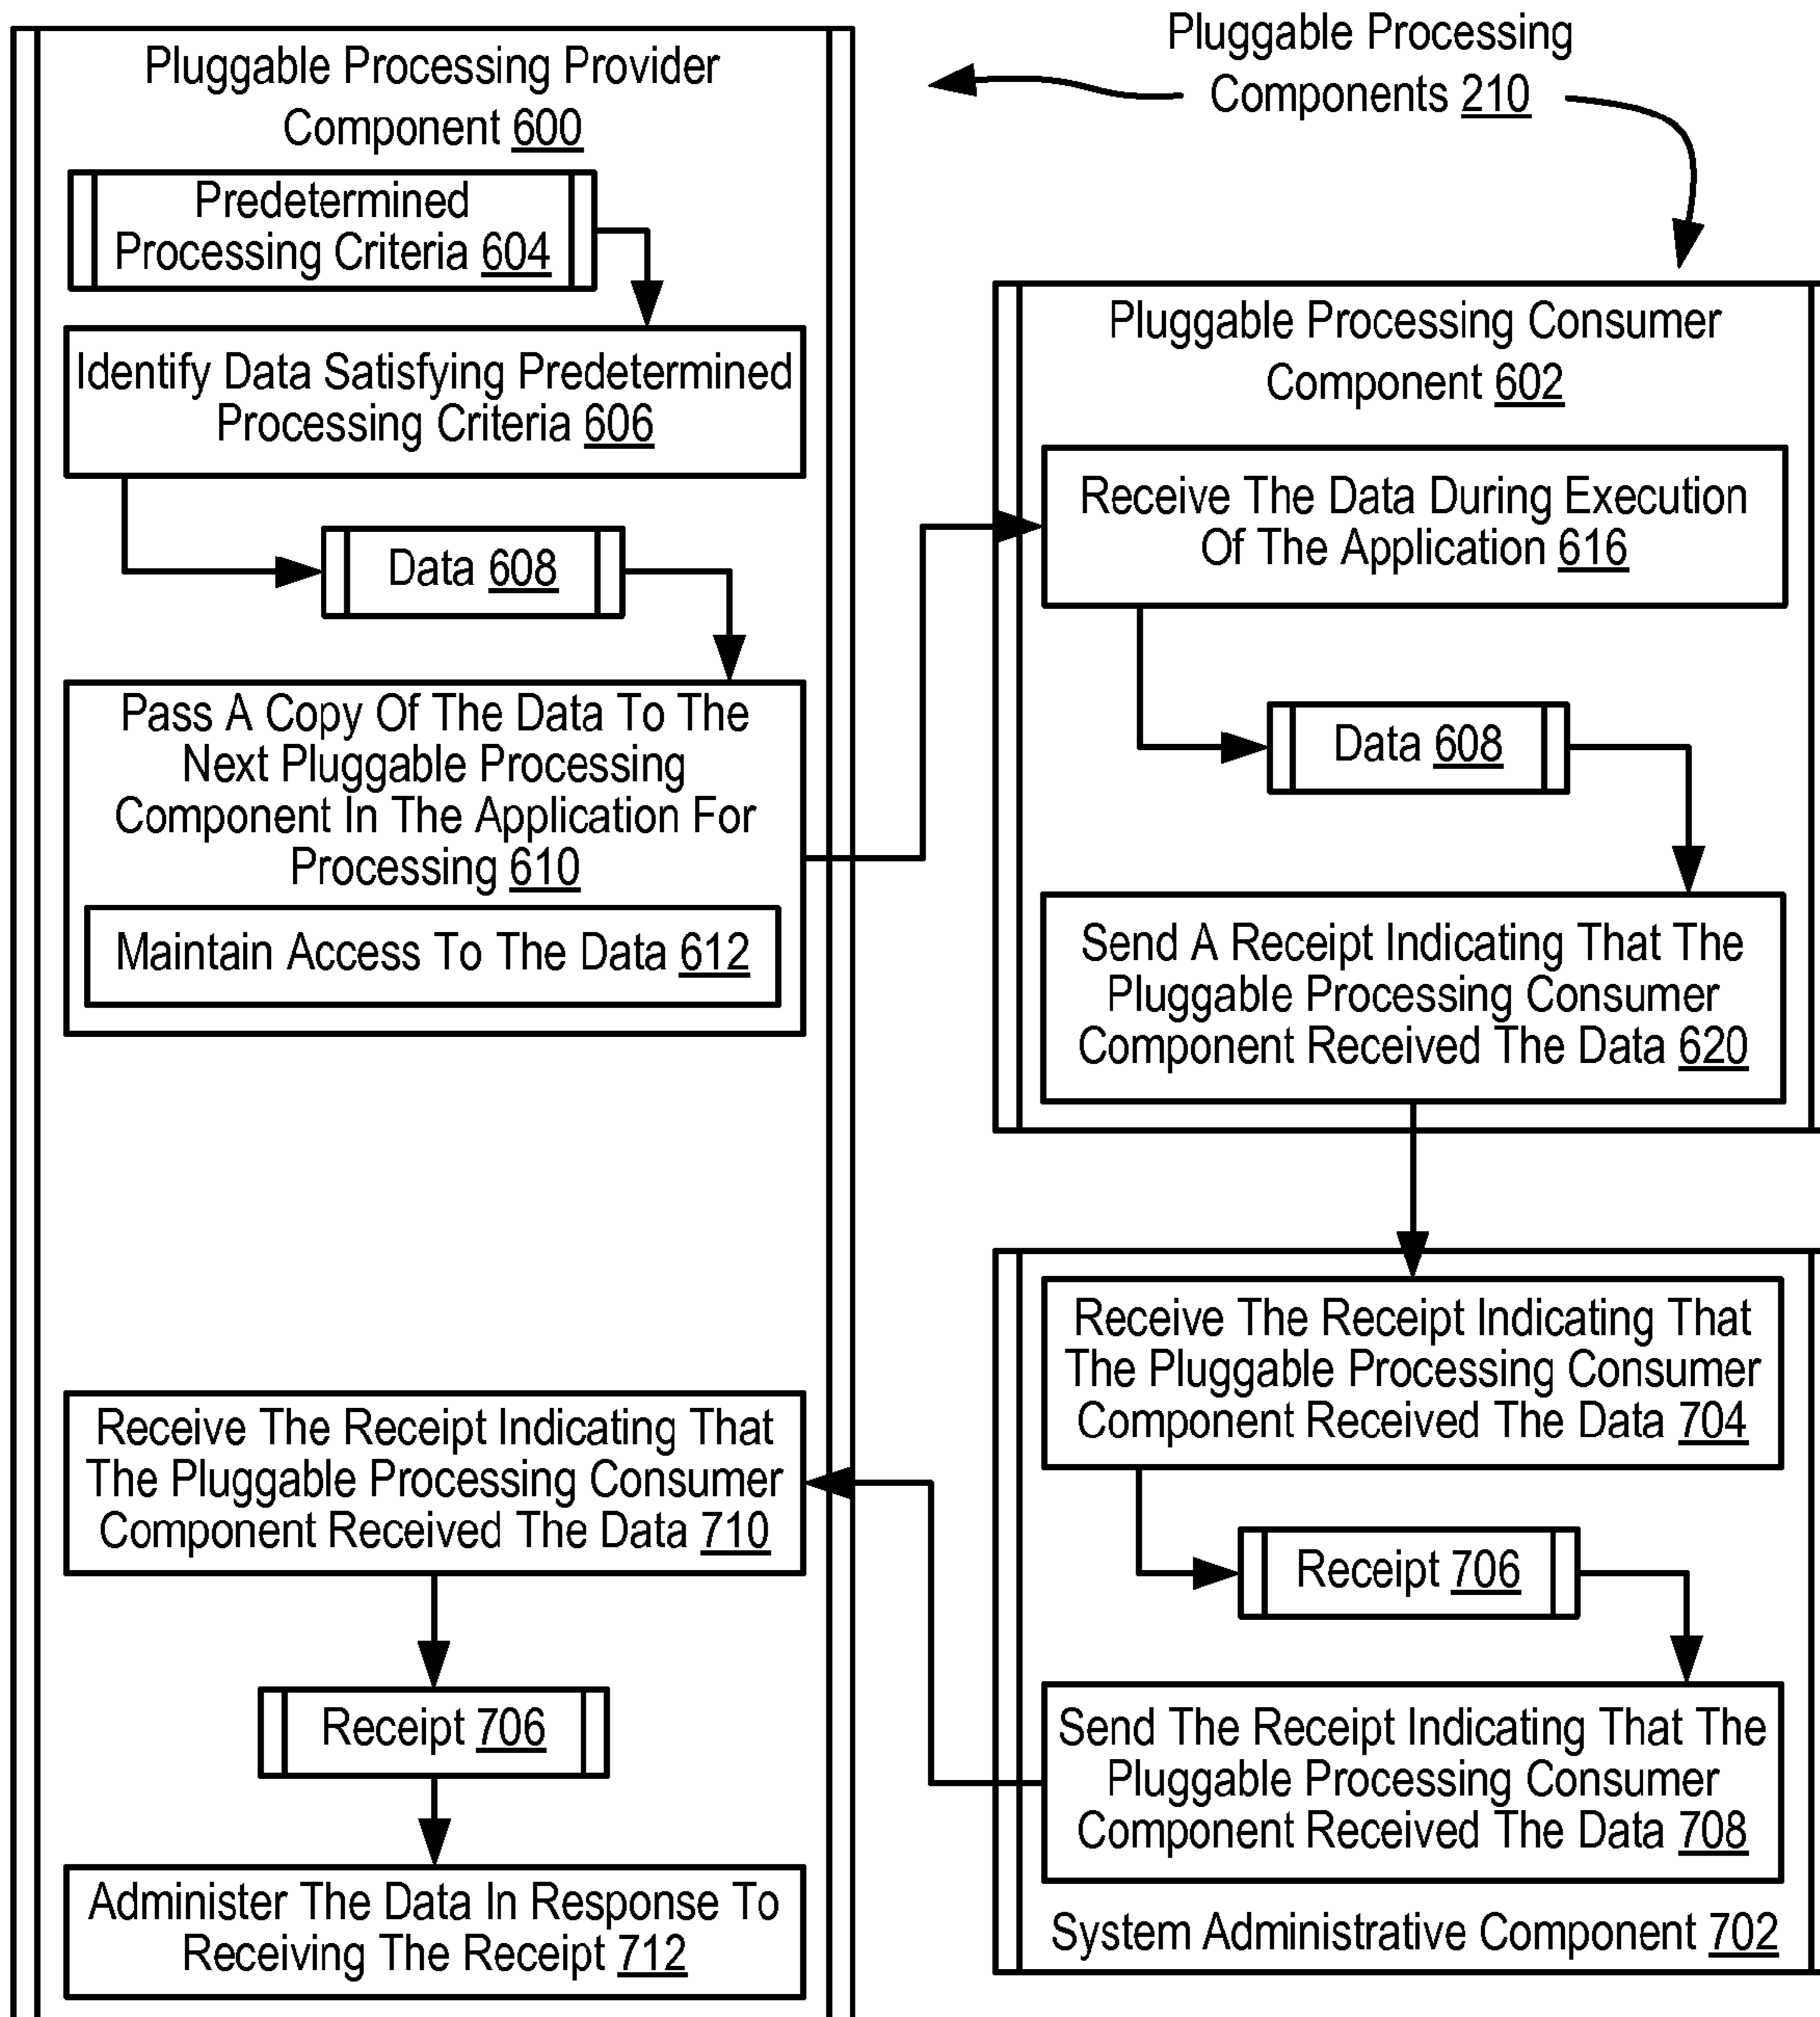 Pluggable Processing
Components 210
Pluggable Processing Provider
Component 600
Predetermined
Processing Criteria 604
Identify Data Satisfying Predetermined
Processing Criteria 606
Data 608
Pass A Copy Of The Data To The
Next Pluggable Processing
Component In The Application For
Processing 610
Maintain Access To The Data 612
Pluggable Processing Consumer
Component 602
Receive The Data During Execution
Of The Application 616
Data 608
Send A Receipt Indicating That The
Pluggable Processing Consumer
Component Received The Data 620
Receive The Receipt Indicating That
The Pluggable Processing Consumer
Component Received The Data 704
Receipt 706
Send The Receipt Indicating That The
Pluggable Processing Consumer
Component Received The Data 708
System Administrative Component 702
Receive The Receipt Indicating That
The Pluggable Processing Consumer
Component Received The Data 710
Receipt 706
Administer The Data In Response To
Receiving The Receipt 712